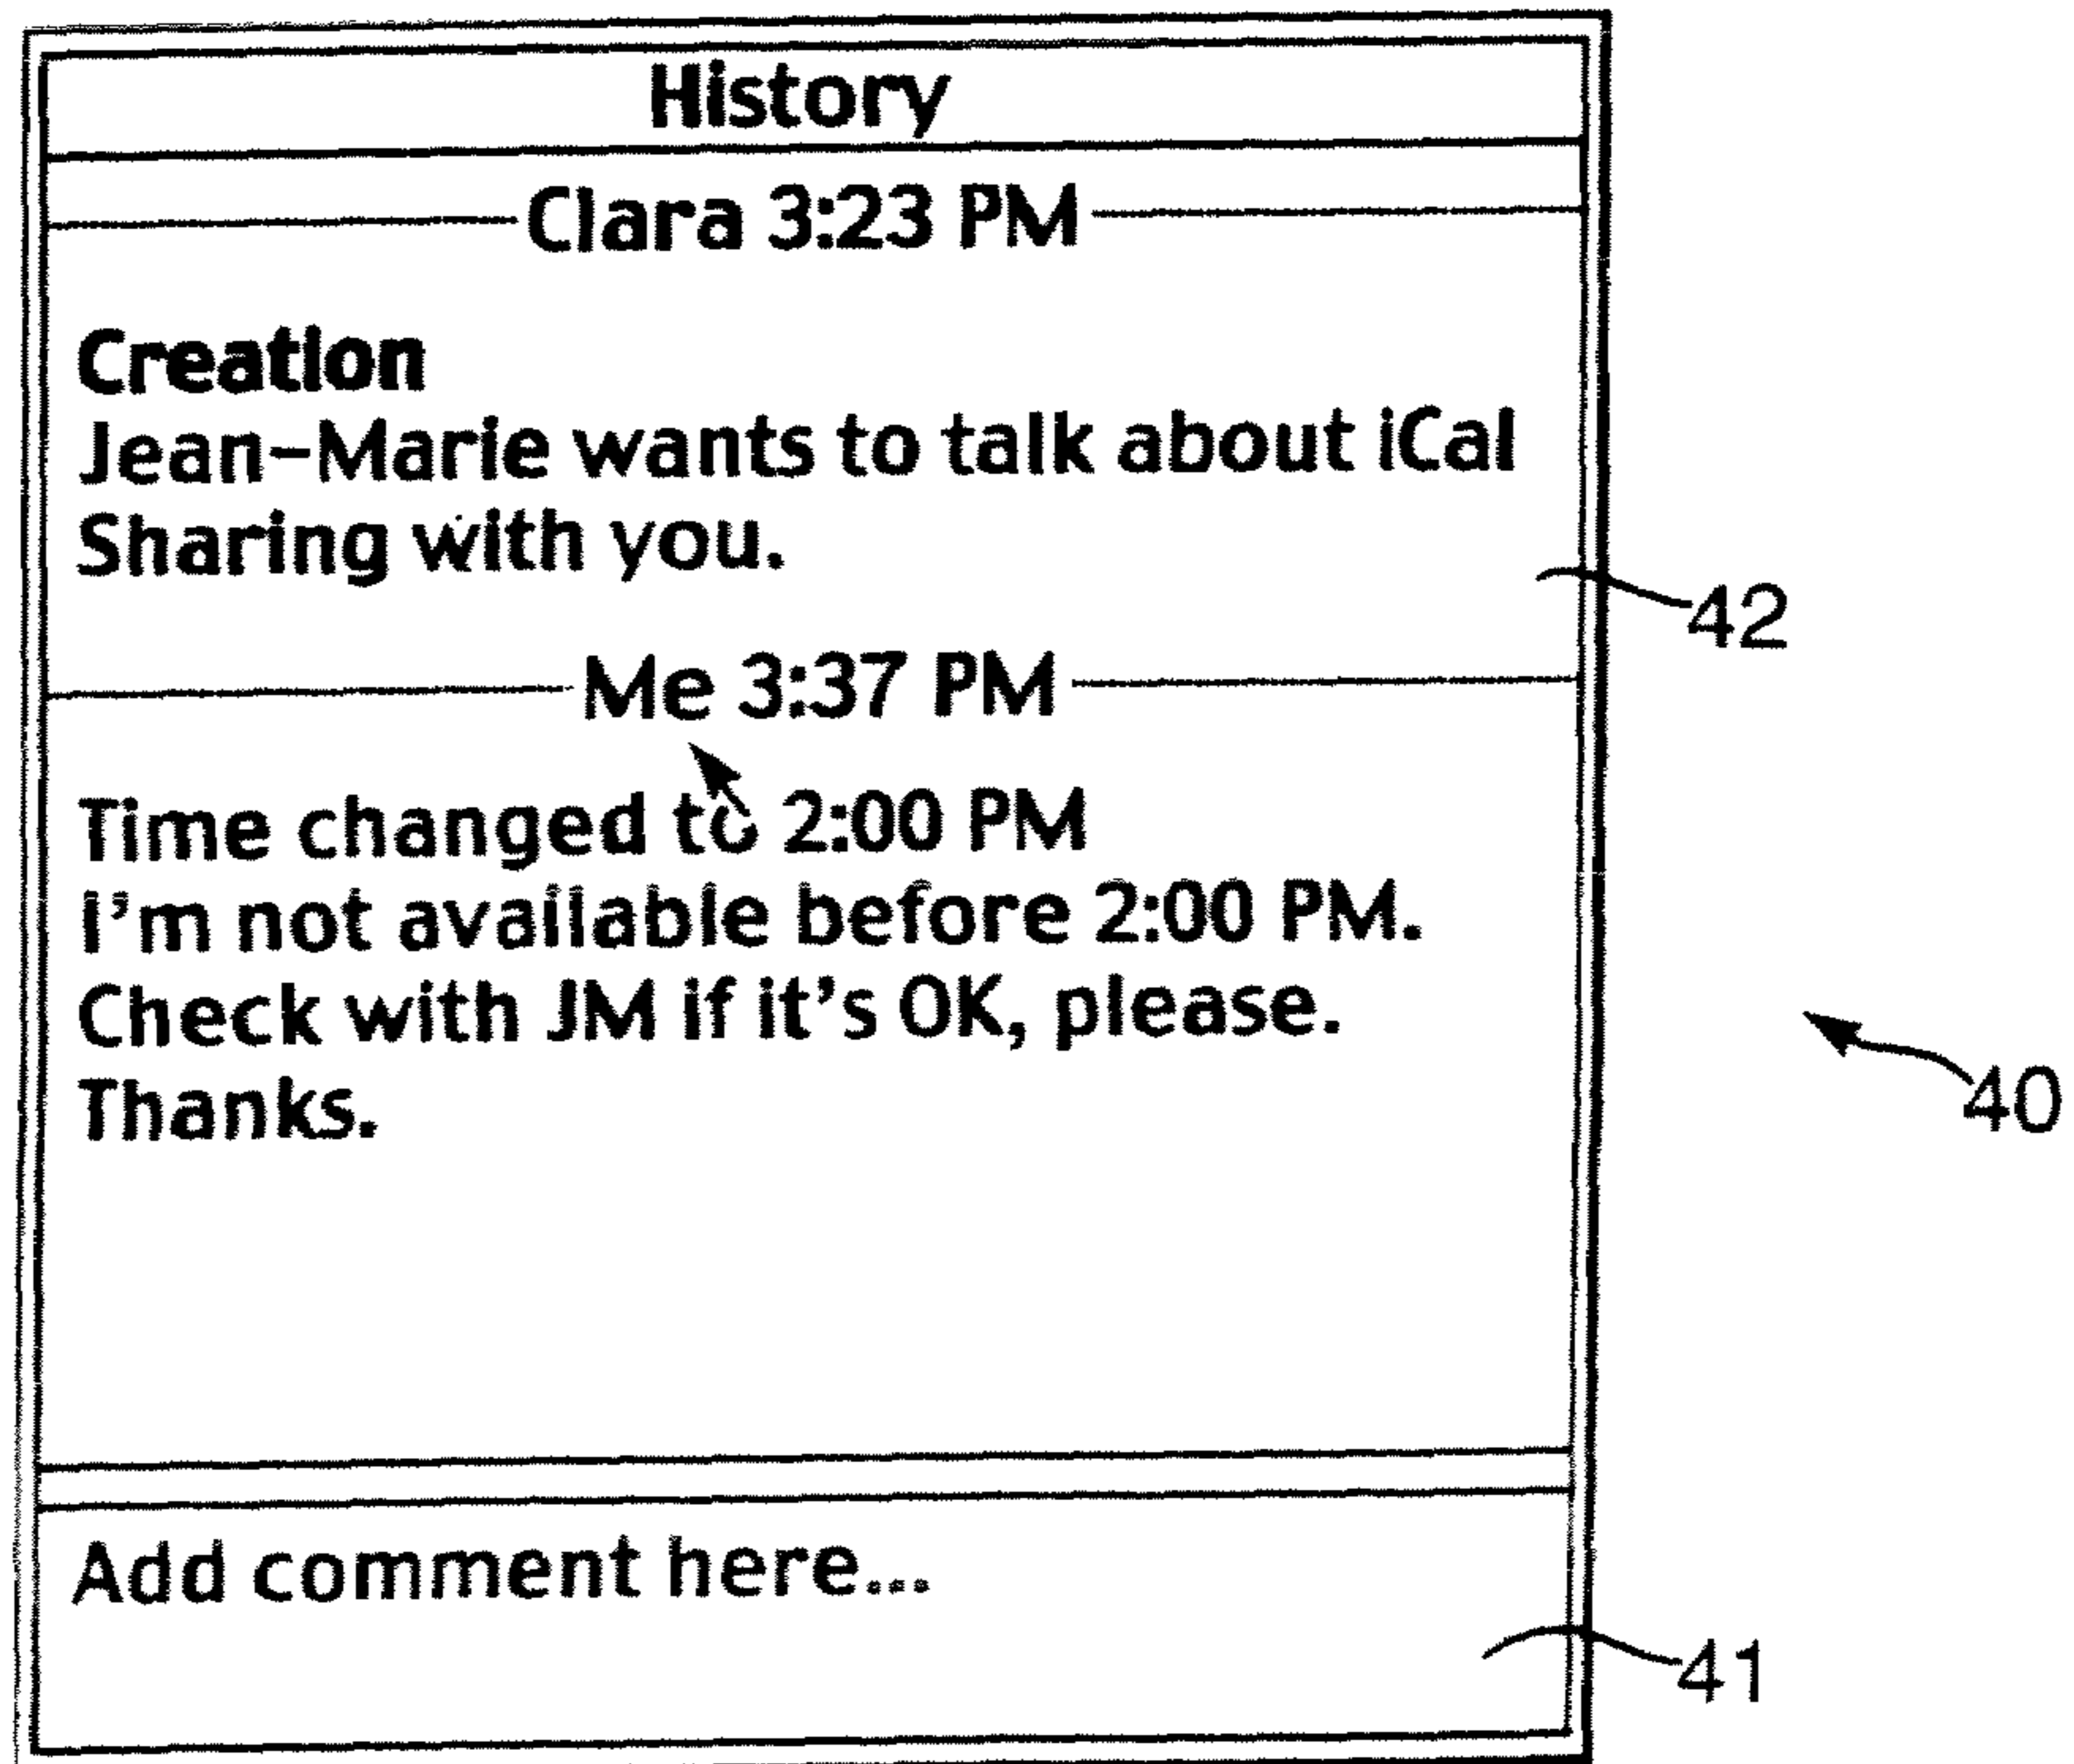 History
Clara 3:23 PM
Creation
Jean-Marie wants to talk about iCal
Sharing with you.
42
Me 3:37 PM
Time changed to 2:00 PM
I'm not available before 2:00 PM.
Check with JM if it's OK, please.
40
Thanks.
Add comment here...
41